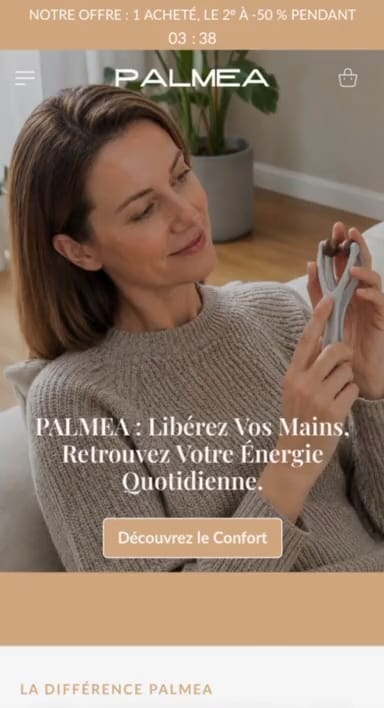 NOTRE OFFRE : 1 ACHETÉ, LE 2ᵉ À -50 % PENDANT
03 : 38
PALMEA
PALMEA : Libérez Vos Mains,
Retrouvez Votre Énergie
Quotidienne.
Découvrez le Confort
LA DIFFÉRENCE PALMEA